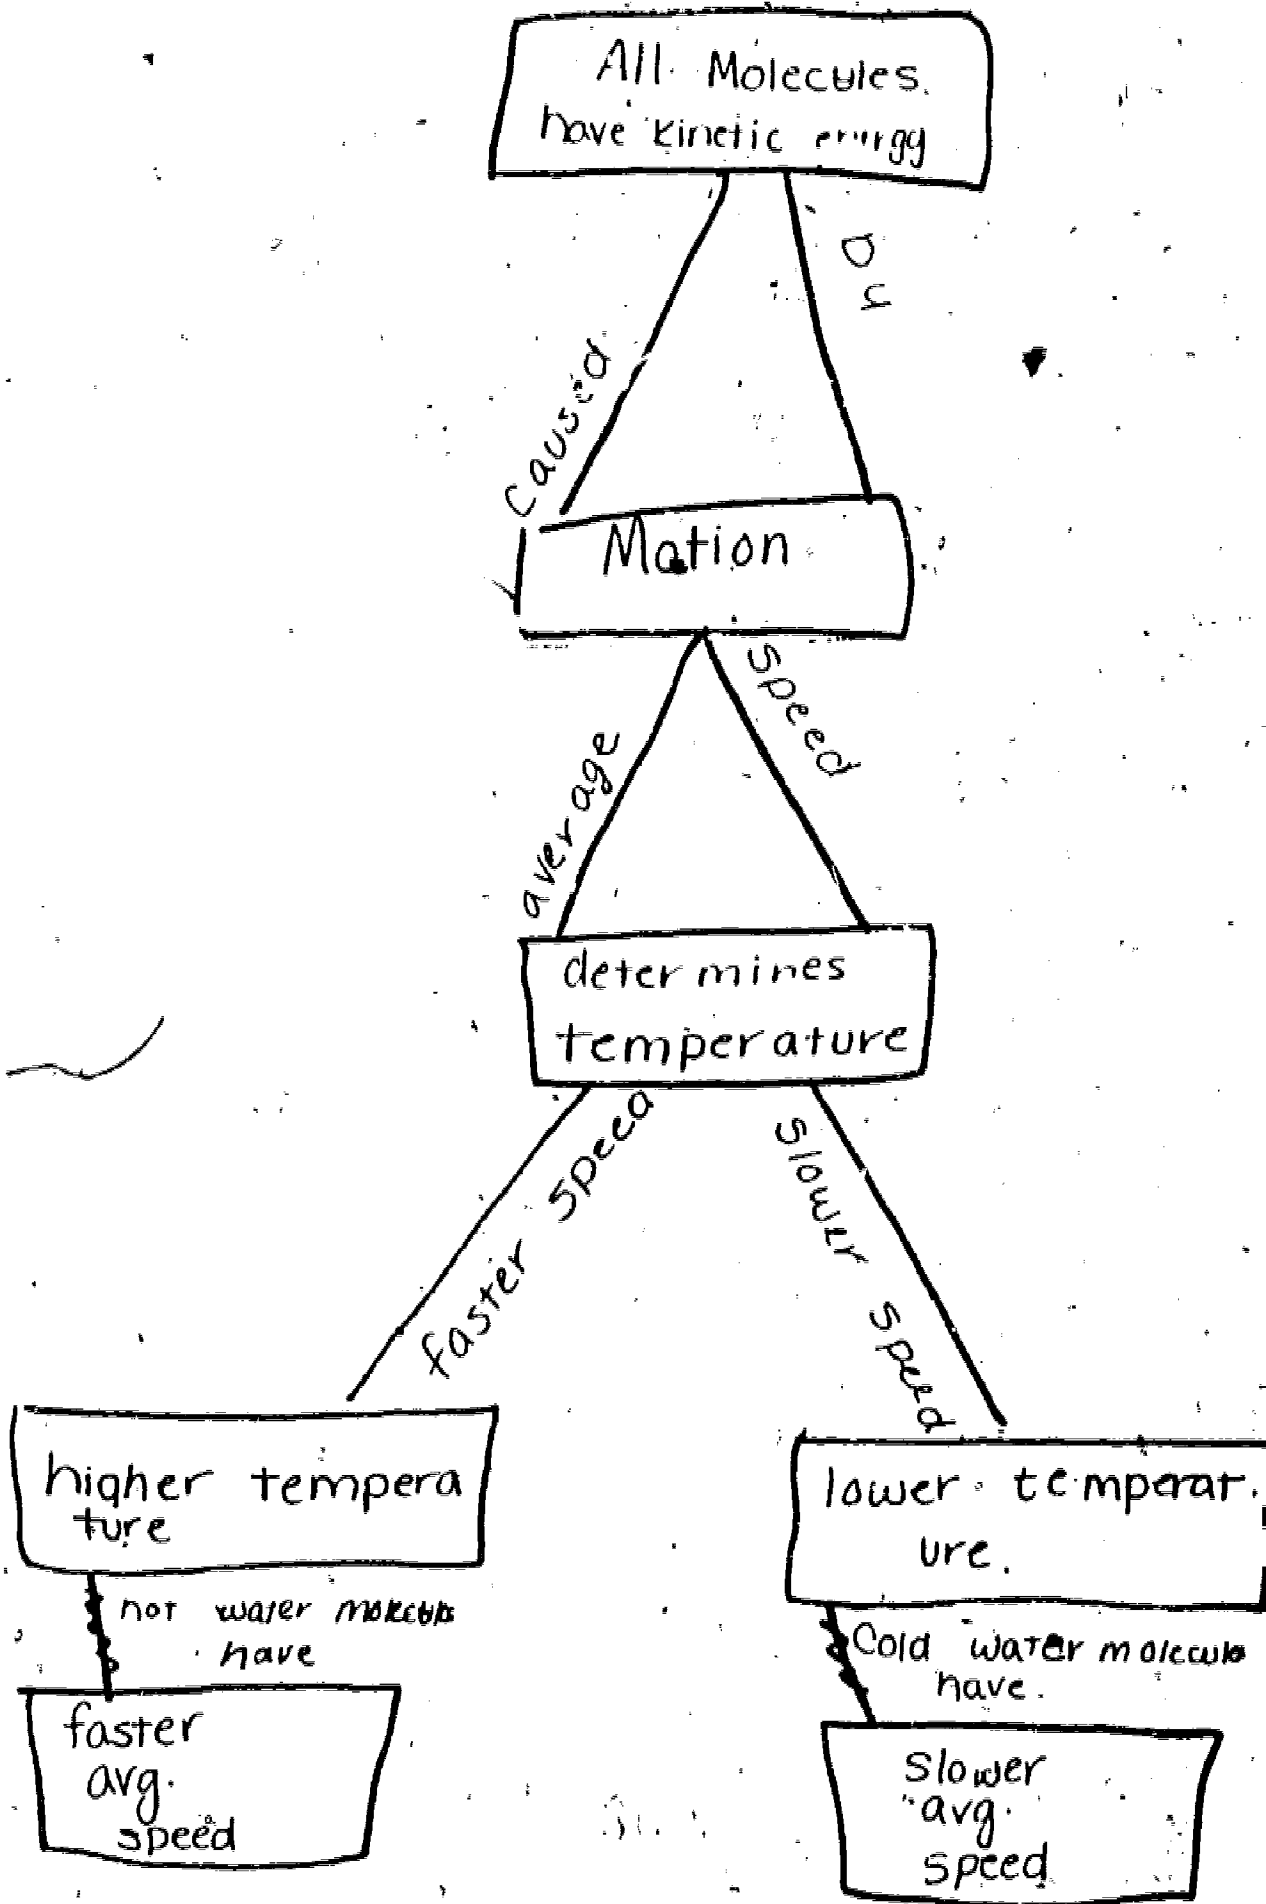 All Molecules.
have kinetic energy
Caused
by
Motion
average
speed
determines
temperature
faster speed
slower speed
higher tempera
ture
lower temperat.
ure.
hot water molecules
have
Cold water molecule
have.
faster
avg.
speed
slower
avg.
speed